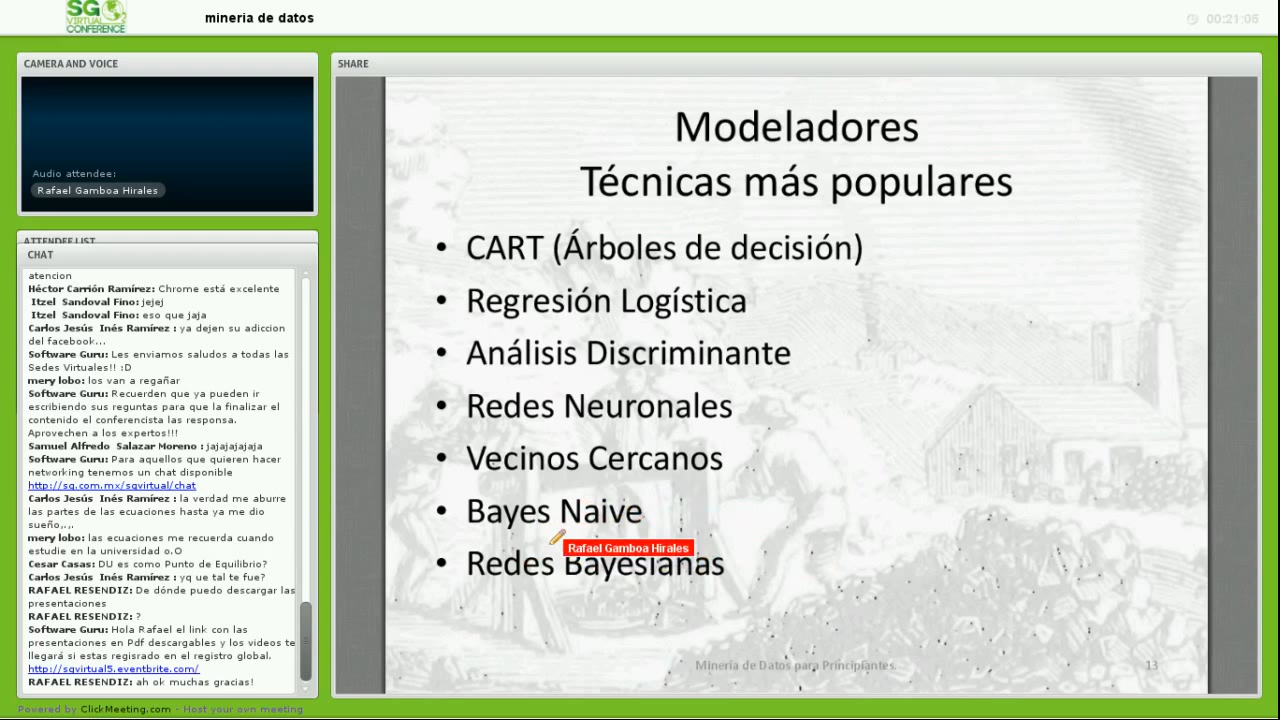 SG
VIRTUAL
CONFERENCE
mineria de datos
00:21:05
CAMERA AND VOICE
Audio attendee:
Rafael Gamboa Hirales
ATTENDEE LIST
CHAT
atencion
Héctor Carrión Ramírez: Chrome está excelente
Itzel Sandoval Fino: jejej
Itzel Sandoval Fino: eso que jaja
Carlos Jesús Inés Ramírez : ya dejen su adiccion
del facebook...
Software Guru: Les enviamos saludos a todas las
Sedes Virtuales!! :D
mery lobo: los van a regañar
Software Guru: Recuerden que ya pueden ir
escribiendo sus reguntas para que la finalizar el
contenido el conferencista las responsa.
Aprovechen a los expertos!!!
Samuel Alfredo Salazar Moreno : jajajajajaja
Software Guru: Para aquellos que quieren hacer
networking tenemos un chat disponible
http://sg.com.mx/sgvirtual/chat
Carlos Jesús Inés Ramírez : la verdad me aburre
las partes de las ecuaciones hasta ya me dio
sueño,.,.
mery lobo: las ecuaciones me recuerda cuando
estudie en la universidad o.O
Cesar Casas: DU es como Punto de Equilibrio?
Carlos Jesús Inés Ramírez : yq ue tal te fue?
RAFAEL RESENDIZ: De dónde puedo descargar las
presentaciones
RAFAEL RESENDIZ: ?
Software Guru: Hola Rafael el link con las
presentaciones en Pdf descargables y los videos te
llegará si estas regisrado en el registro global.
http://sgvirtual5.eventbrite.com/
RAFAEL RESENDIZ: ah ok muchas gracias!
SHARE
Modeladores
Técnicas más populares
• CART (Árboles de decisión)
• Regresión Logística
• Análisis Discriminante
• Redes Neuronales
• Vecinos Cercanos
• Bayes Naive
Rafael Gamboa Hirales
• Redes Bayesianas
Mineria de Datos para Principiantes.
13
Powered by ClickMeeting.com - Host your own meeting